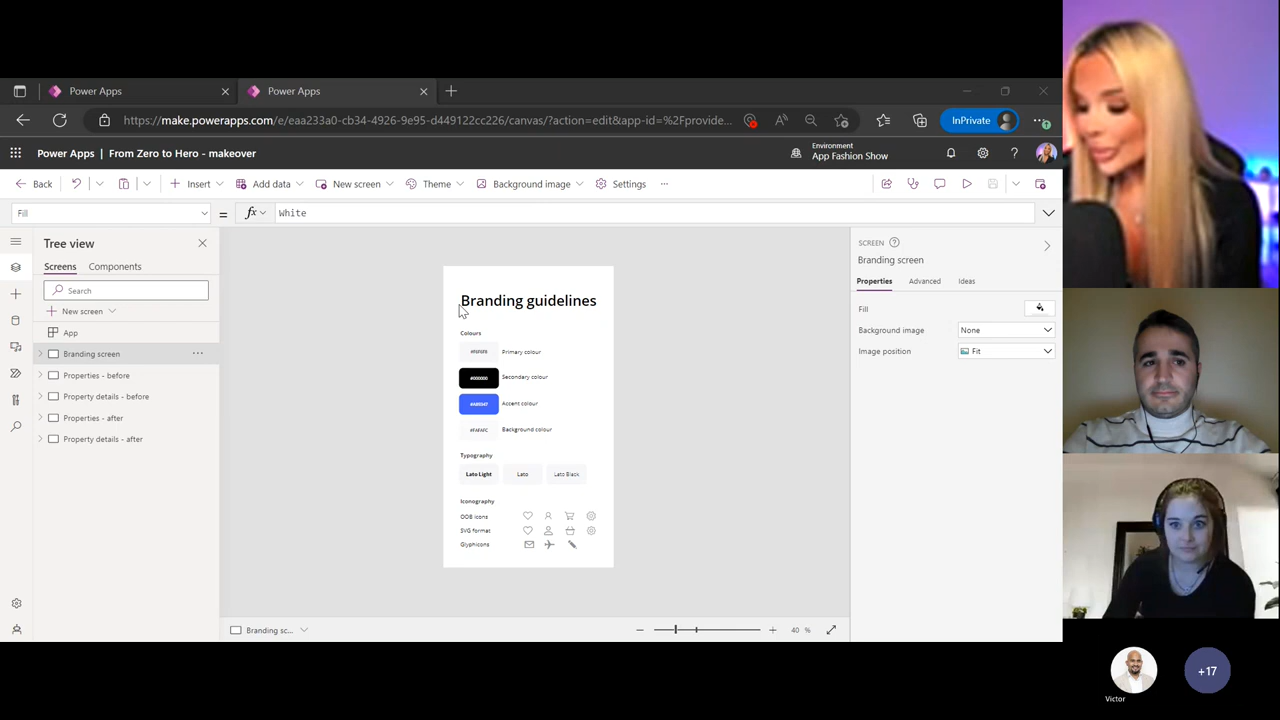 Power Apps
Power Apps
https://make.powerapps.com/e/eaa233a0-cb34-4926-9e95-d449122cc226/canvas/?action=edit&app-id=%2Fprovide...
InPrivate
Power Apps | From Zero to Hero - makeover
Environment
App Fashion Show
Back
Insert
Add data
New screen
Theme
Background image
Settings
Fill
=
fx
White
Tree view
Screens
Components
Search
New screen
App
Branding screen
Properties - before
Property details - before
Properties - after
Property details - after
Branding guidelines
Colours
Primary colour
#000000
Secondary colour
Accent colour
#FAFAFC
Background colour
Typography
Lato Light
Lato
Lato Black
Iconography
OOB icons
SVG format
Glyphicons
SCREEN
Branding screen
Properties
Advanced
Ideas
Fill
Background image
None
Image position
Fit
Branding sc...
40 %
Victor
+17